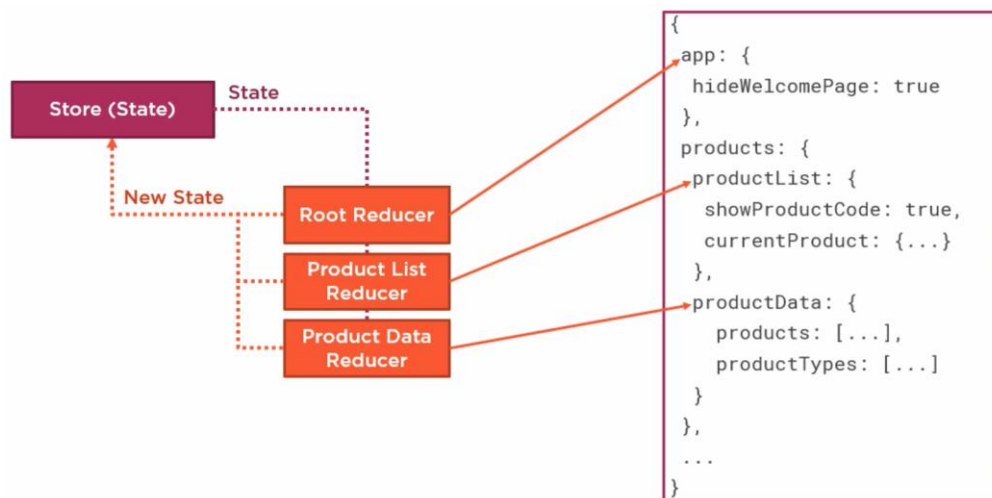 Store (State)
State
New State
Root Reducer
Product List
Reducer
Product Data
Reducer
{
app: {
hideWelcomePage: true
},
products: {
productList: {
showProductCode: true,
currentProduct: {...}
},
productData: {
products: [...],
productTypes: [...]
}
},
...
}